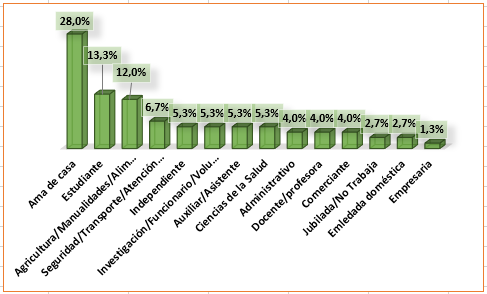 28,0%
13,3%
12,0%
6,7%
5,3%
5,3%
5,3%
5,3%
4,0%
4,0%
4,0%
2,7%
2,7%
1,3%
Ama de casa
Estudiante
Agricultura/Manualidades/Alim…
Seguridad/Transporte/Atención…
Independiente
Investigación/Funcionario/Volu…
Auxiliar/Asistente
Ciencias de la Salud
Administrativo
Docente/profesora
Comerciante
Jubilada/No Trabaja
Emledada doméstica
Empresaria